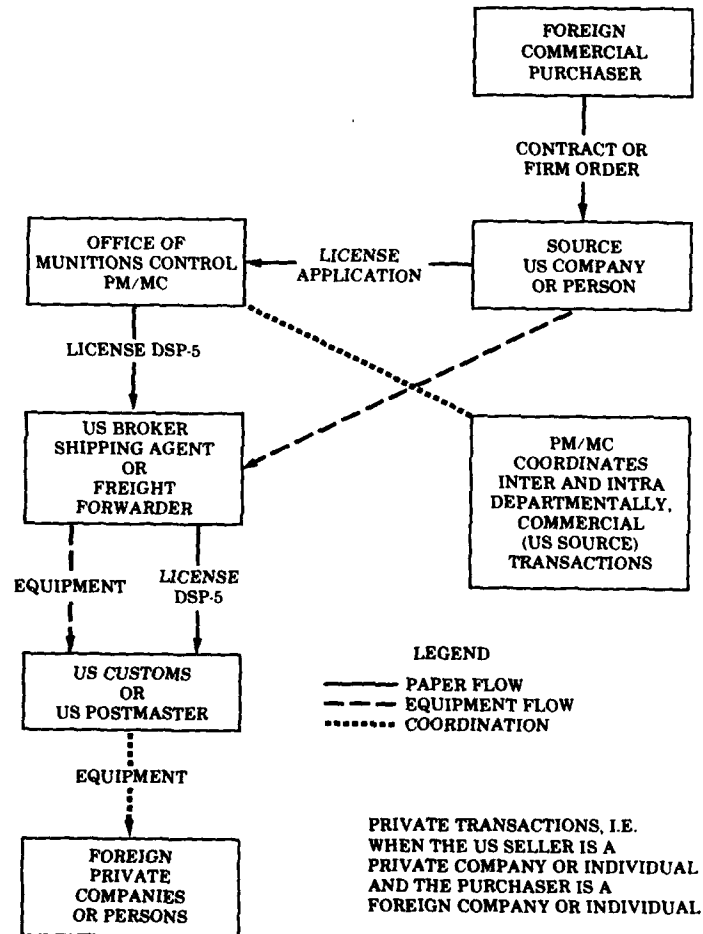 FOREIGN
COMMERCIAL
PURCHASER
CONTRACT OR
FIRM ORDER
OFFICE OF
MUNITIONS CONTROL
PM/MC
LICENSE
APPLICATION
SOURCE
US COMPANY
OR PERSON
LICENSE DSP-5
US BROKER
SHIPPING AGENT
OR
FREIGHT
FORWARDER
PM/MC
COORDINATES
INTER AND INTRA
DEPARTMENTALLY,
COMMERCIAL
(US SOURCE)
TRANSACTIONS
EQUIPMENT
LICENSE
DSP-5
US CUSTOMS
OR
US POSTMASTER
LEGEND
PAPER FLOW
EQUIPMENT FLOW
COORDINATION
EQUIPMENT
FOREIGN
PRIVATE
COMPANIES
OR PERSONS
PRIVATE TRANSACTIONS, I.E.
WHEN THE US SELLER IS A
PRIVATE COMPANY OR INDIVIDUAL
AND THE PURCHASER IS A
FOREIGN COMPANY OR INDIVIDUAL